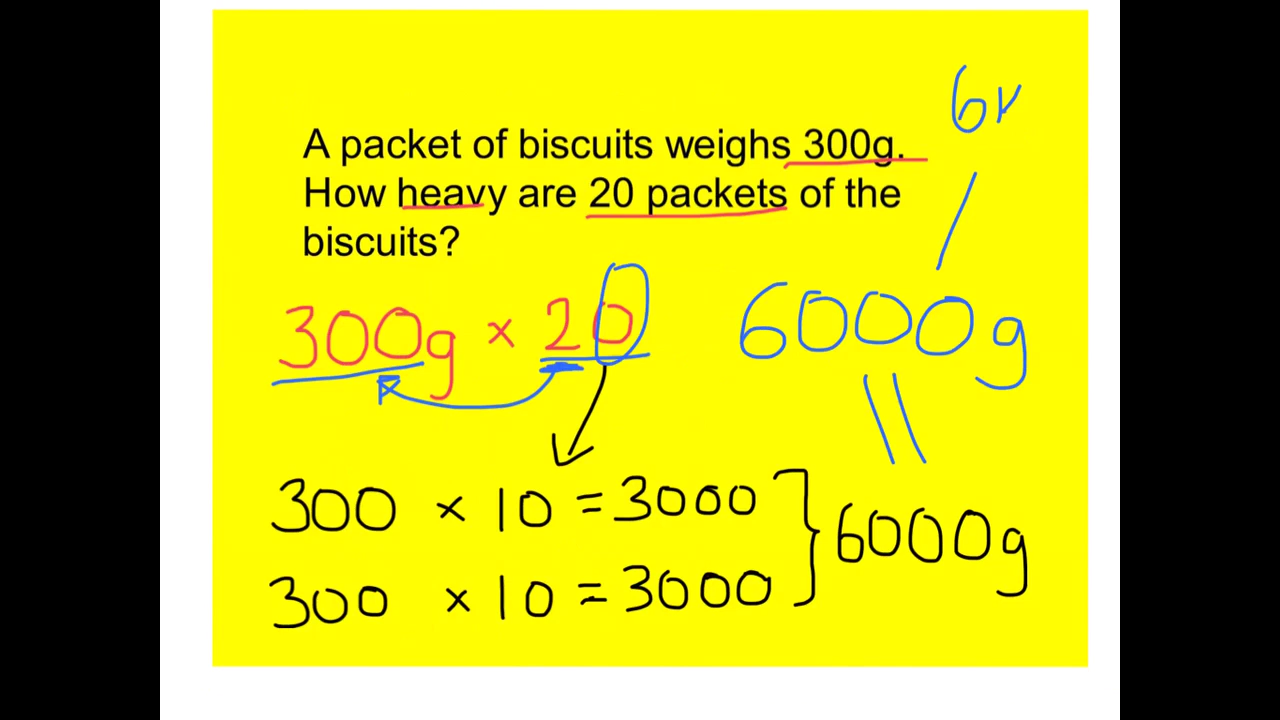 A packet of biscuits weighs 300g.
How heavy are 20 packets of the
biscuits?
6
300g × 20
6000g
300 × 10 = 3000
300 × 10 = 3000
6000g